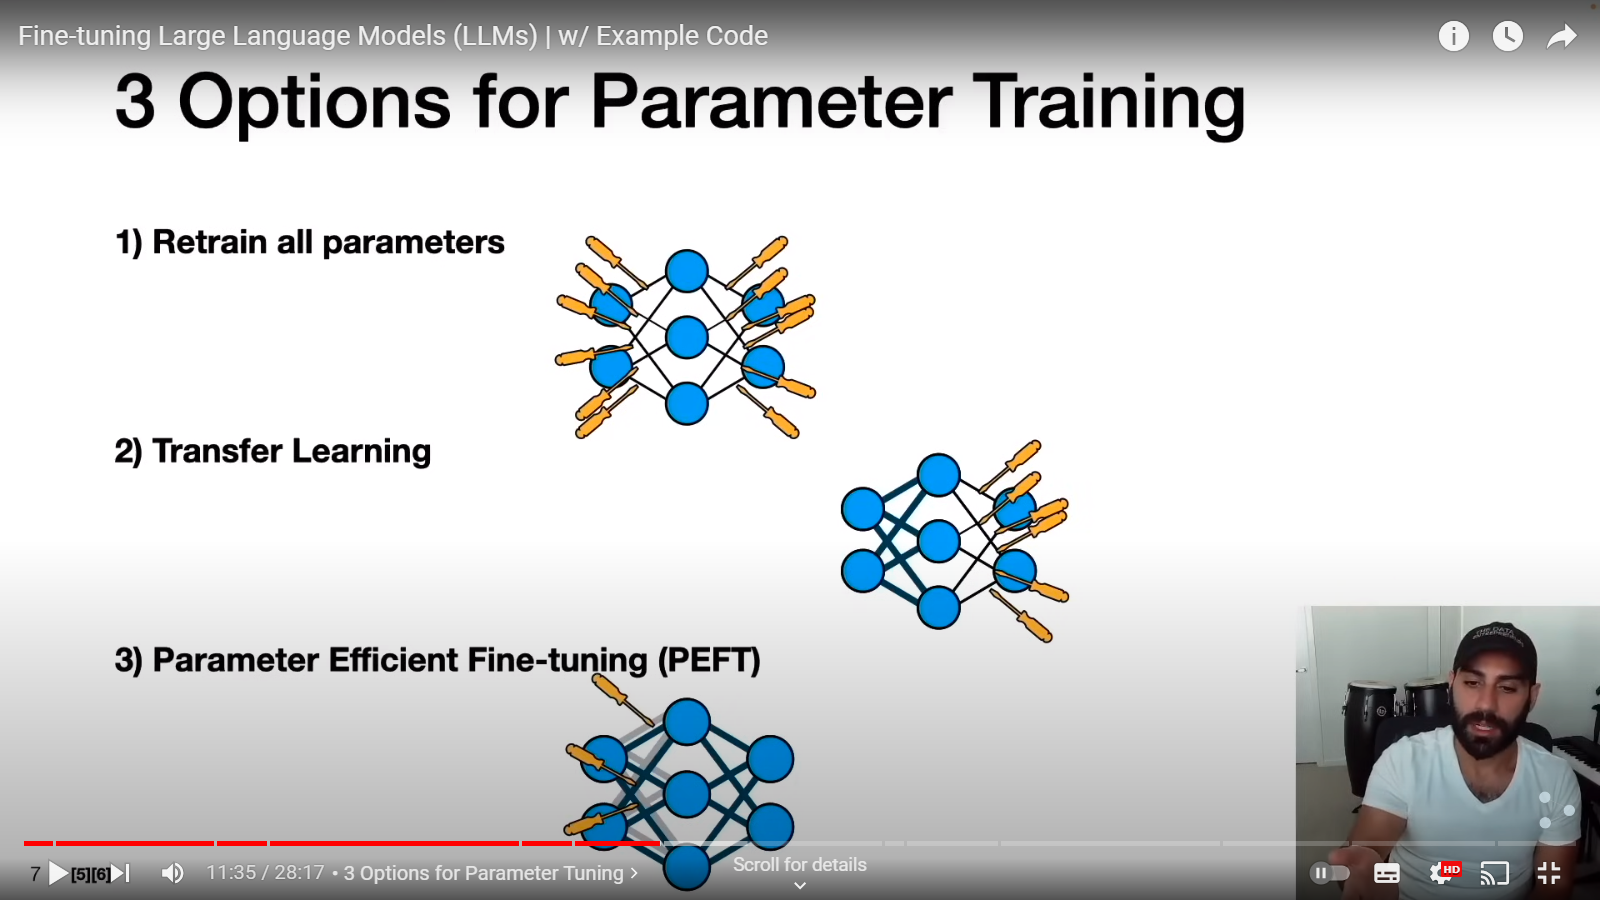 Fine-tuning Large Language Models (LLMs) | w/ Example Code
3 Options for Parameter Training
1) Retrain all parameters
2) Transfer Learning
3) Parameter Efficient Fine-tuning (PEFT)
THE DATA
7
[5][6]
11:35 / 28:17 • 3 Options for Parameter Tuning
Scroll for details
HD